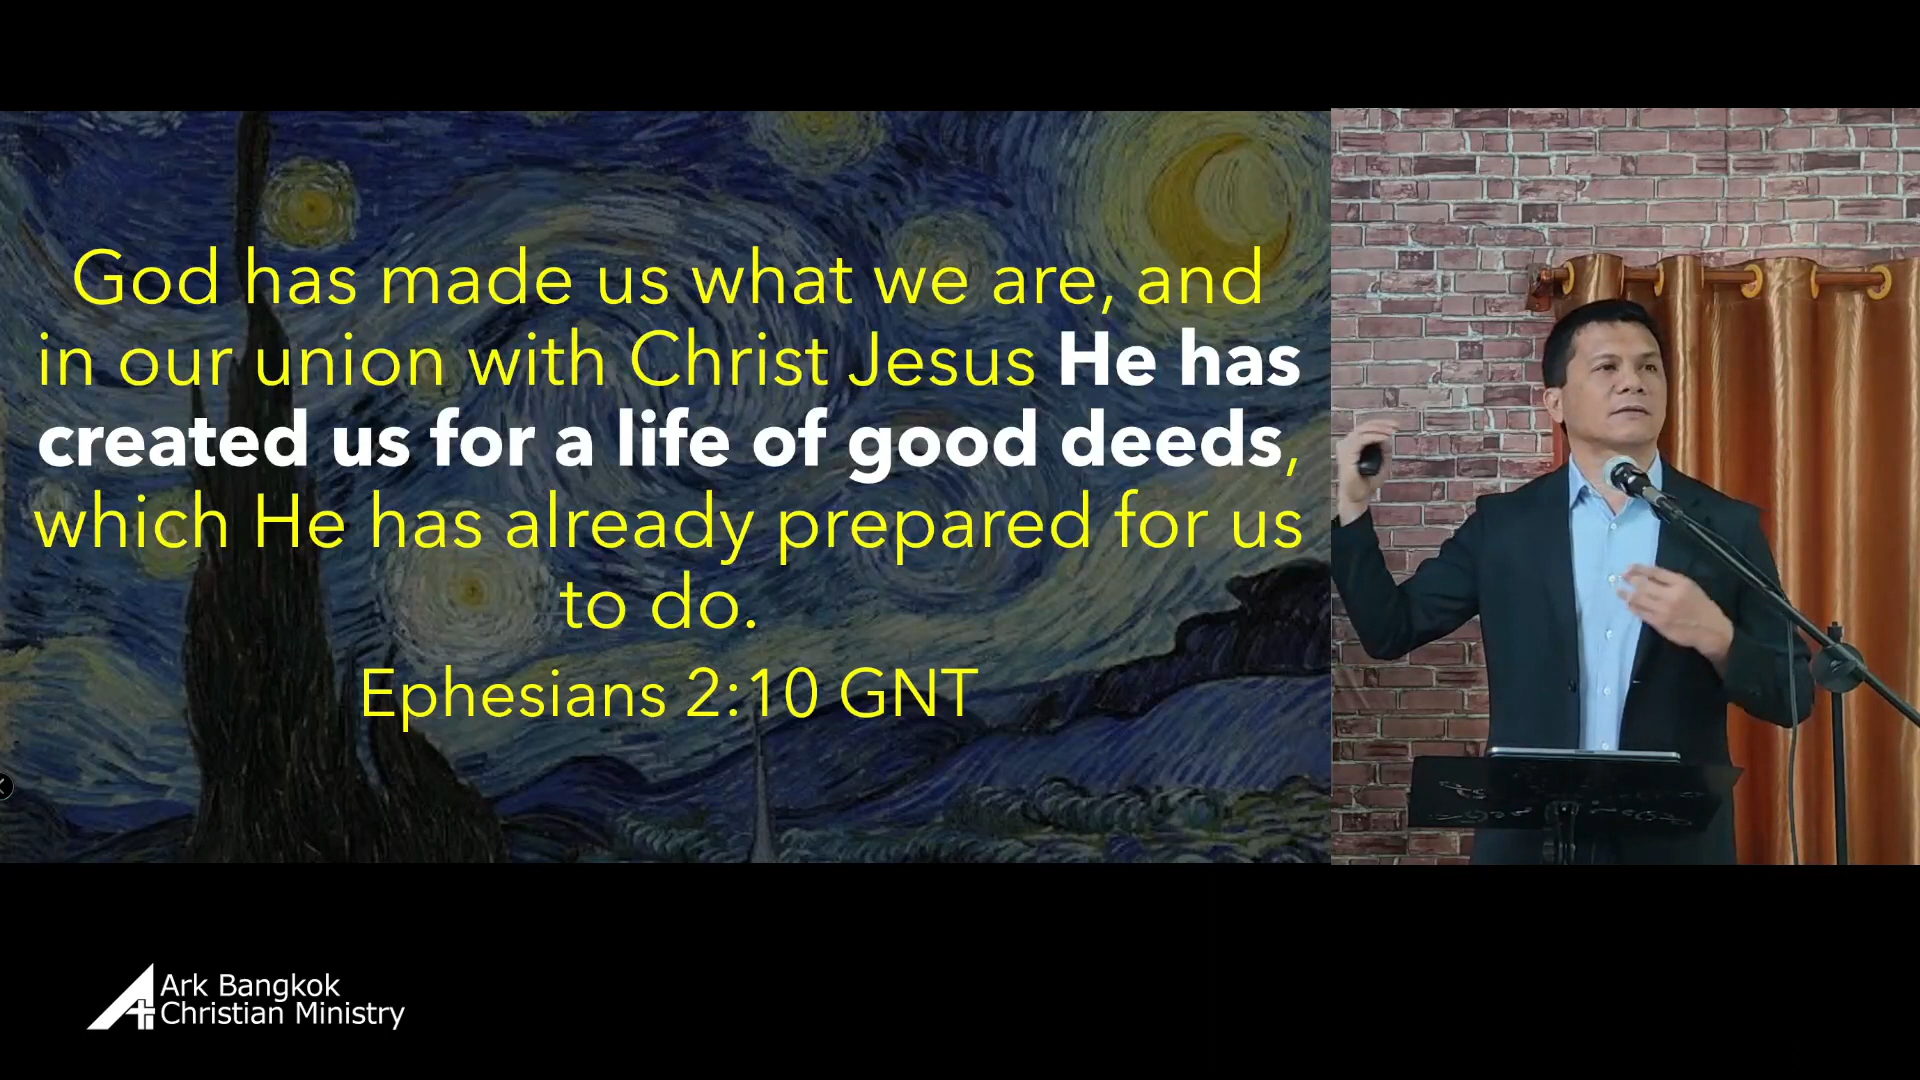 God has made us what we are, and
in our union with Christ Jesus He has
created us for a life of good deeds,
which He has already prepared for us
to do.
Ephesians 2:10 GNT
Ark Bangkok
Christian Ministry